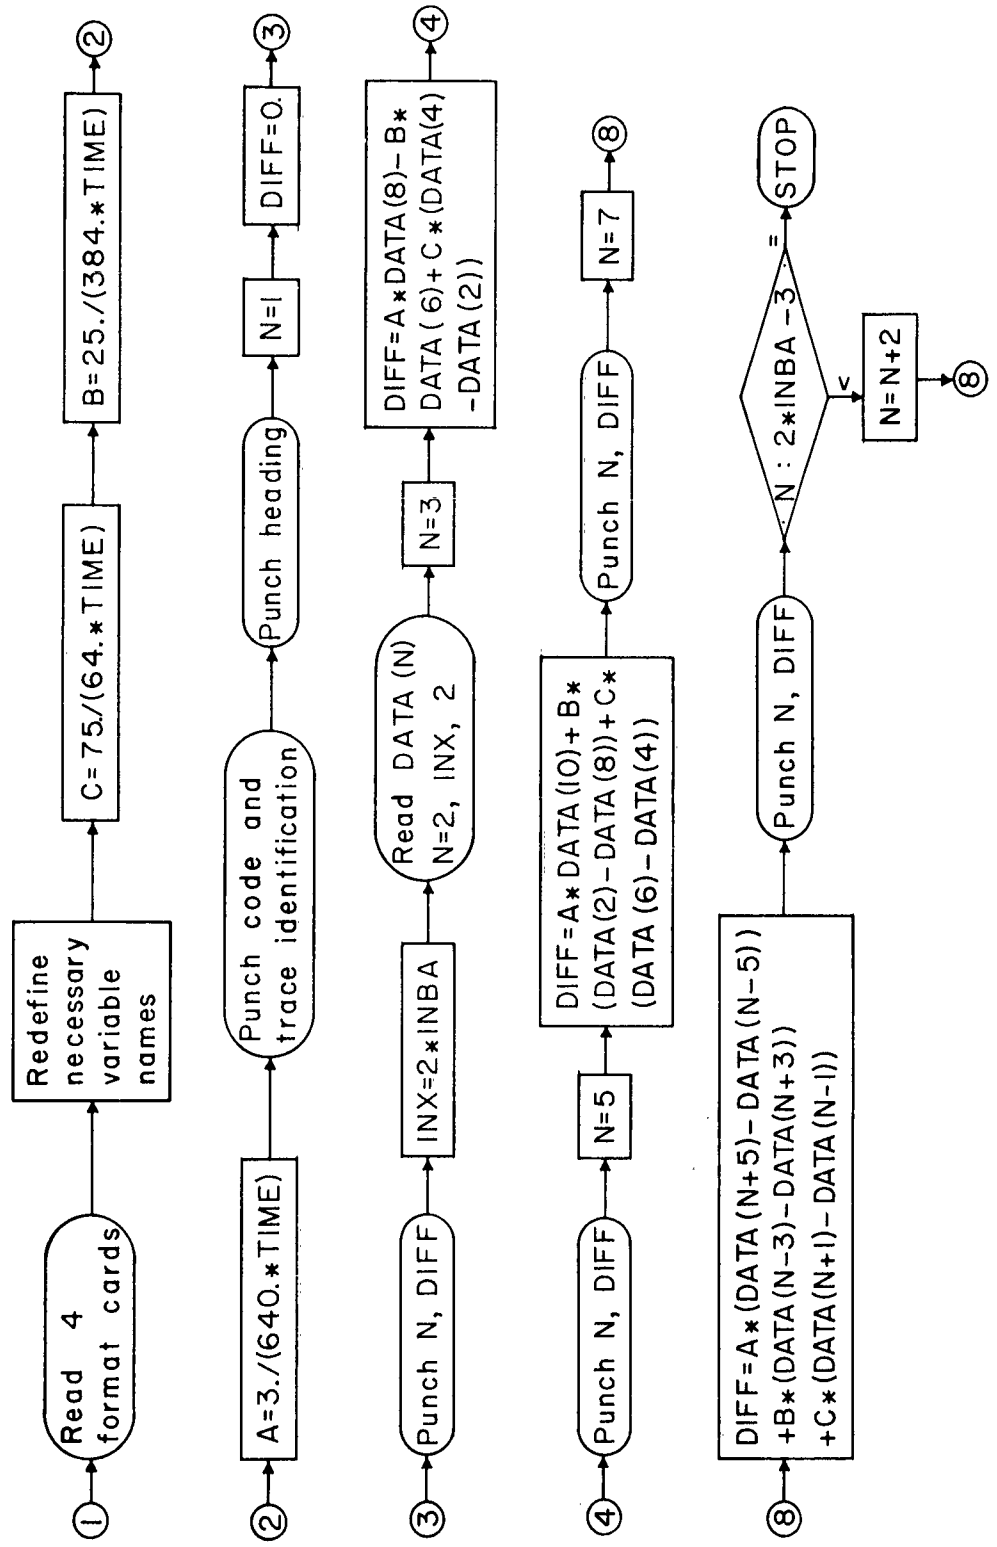 1
Read 4
format cards
Redefine
necessary
variable
names
C=75./(64.*TIME)
B=25./(384.*TIME)
2
2
A=3./(640.*TIME)
Punch code and
trace identification
Punch heading
N=1
DIFF=0.
3
3
Punch N, DIFF
INX=2*INBA
Read DATA(N)
N=2, INX, 2
N=3
DIFF=A*DATA(8)-B*
DATA(6)+C*(DATA(4)
-DATA(2))
4
4
Punch N, DIFF
N=5
DIFF=A*DATA(10)+B*
(DATA(2)-DATA(8))+C*
(DATA(6)-DATA(4))
Punch N, DIFF
N=7
8
8
DIFF=A*(DATA(N+5)-DATA(N-5))
+B*(DATA(N-3)-DATA(N+3))
+C*(DATA(N+1)-DATA(N-1))
Punch N, DIFF
N : 2*INBA-3
=
STOP
<
N=N+2
8